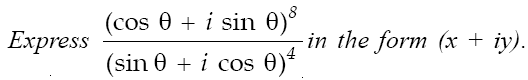 Express (cos θ + i sin θ)⁸ / (sin θ + i cos θ)⁴ in the form (x + iy).